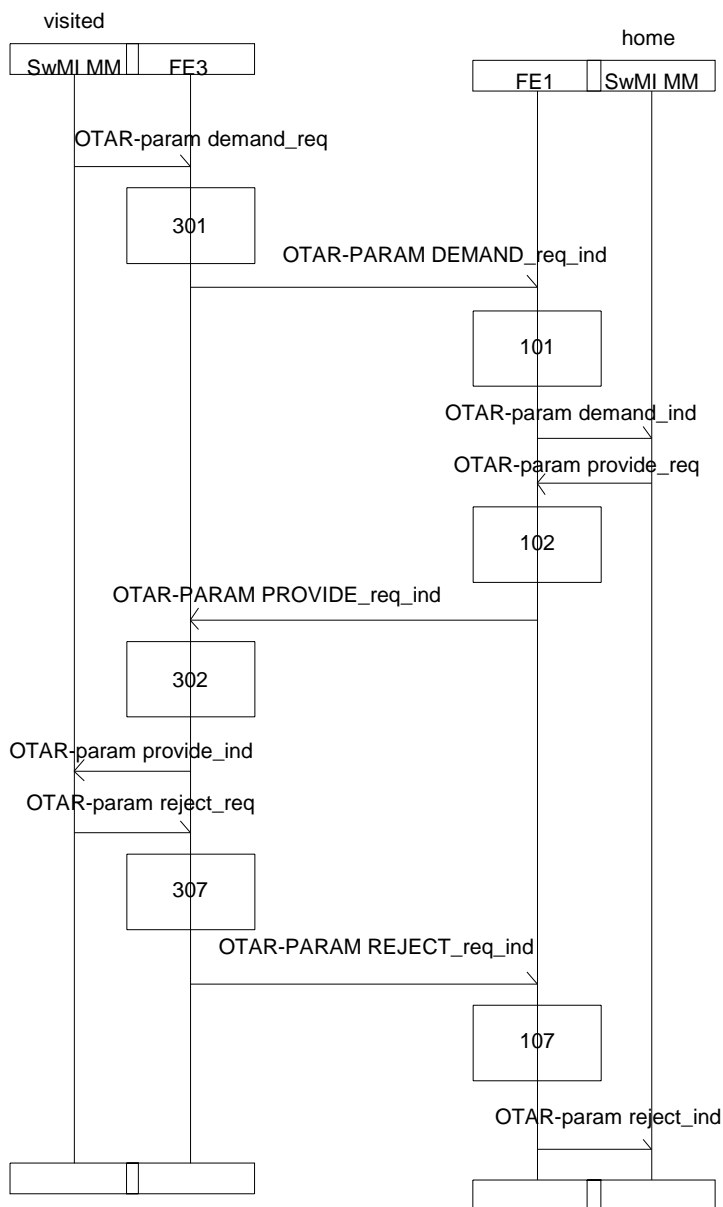 visited
home
SwMI MM
FE3
FE1
SwMI MM
OTAR-param demand_req
301
OTAR-PARAM DEMAND_req_ind
101
OTAR-param demand_ind
OTAR-param provide_req
102
OTAR-PARAM PROVIDE_req_ind
302
OTAR-param provide_ind
OTAR-param reject_req
307
OTAR-PARAM REJECT_req_ind
107
OTAR-param reject_ind